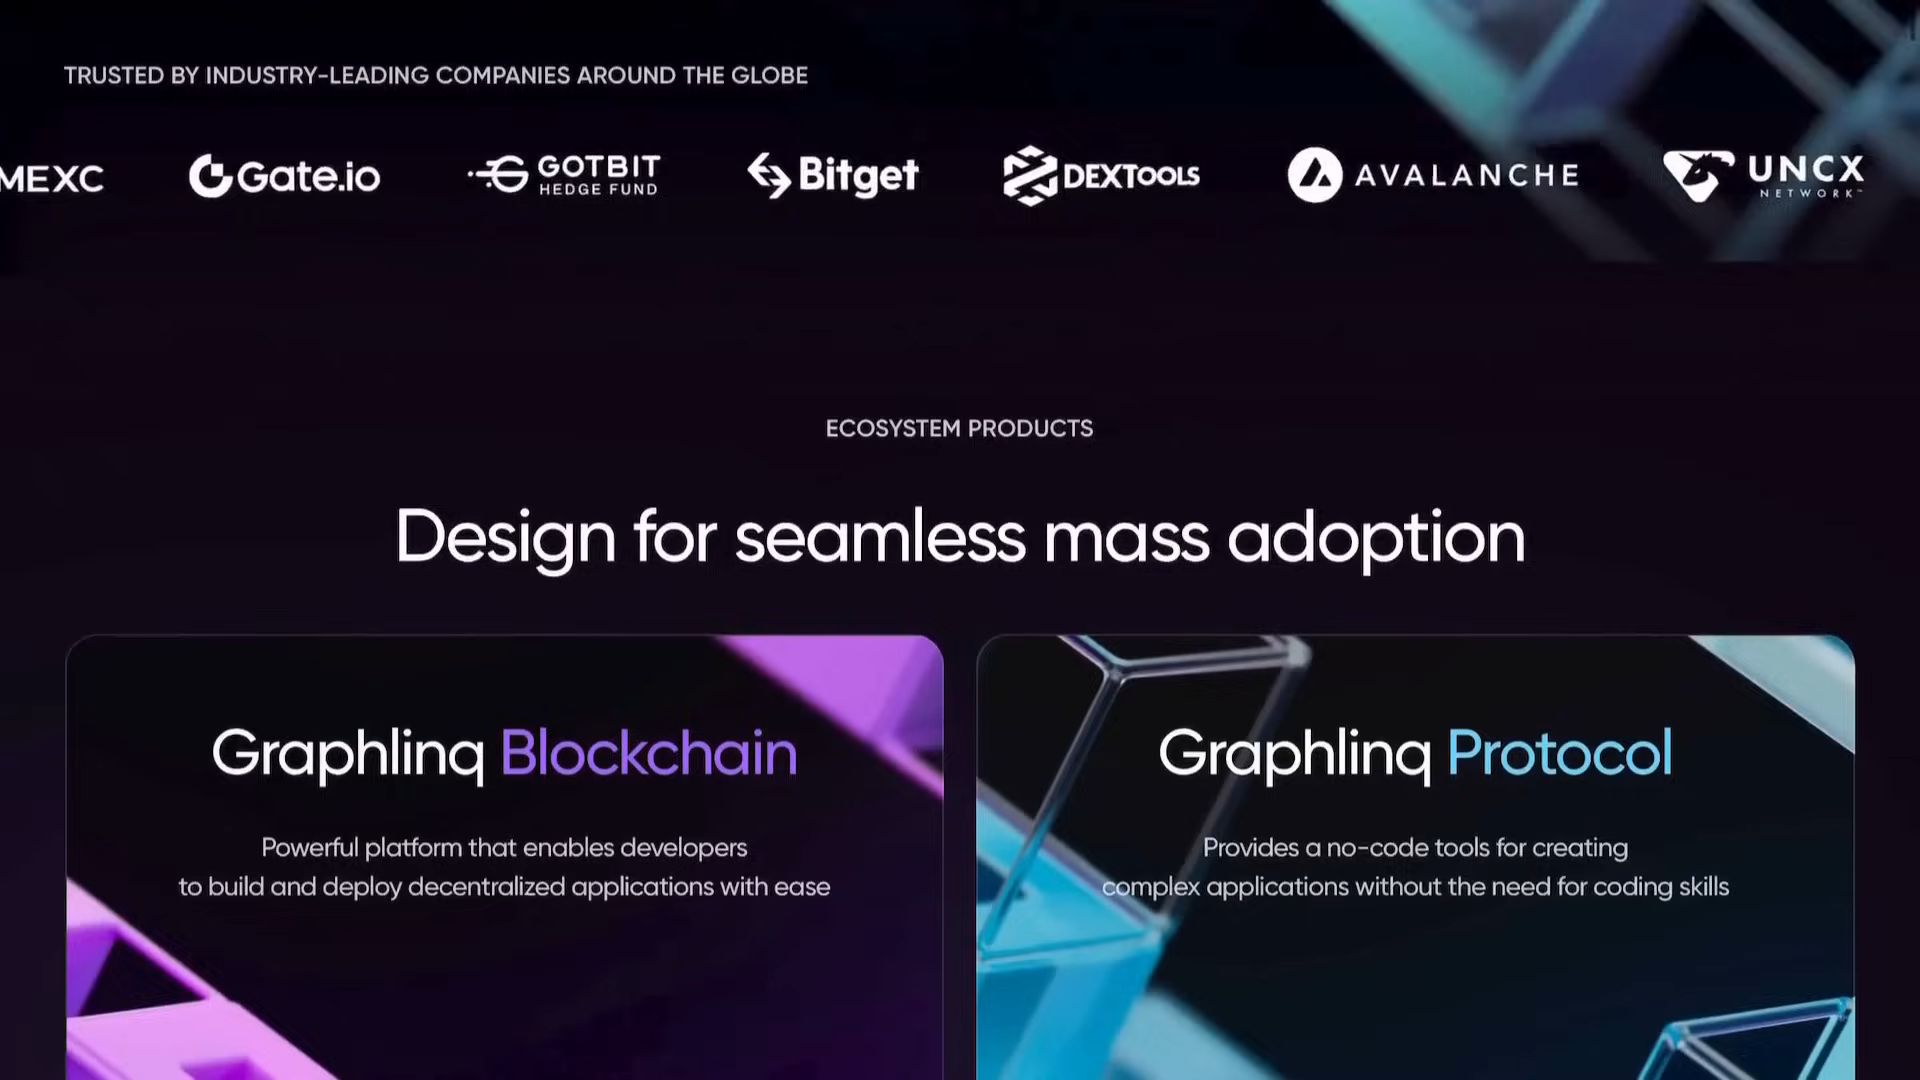 TRUSTED BY INDUSTRY-LEADING COMPANIES AROUND THE GLOBE
MEXC
Gate.io
GOTBIT
HEDGE FUND
Bitget
DEXTOOLS
AVALANCHE
UNCX
NETWORK™
ECOSYSTEM PRODUCTS
Design for seamless mass adoption
Graphlinq Blockchain
Powerful platform that enables developers
to build and deploy decentralized applications with ease
Graphlinq Protocol
Provides a no-code tools for creating
complex applications without the need for coding skills